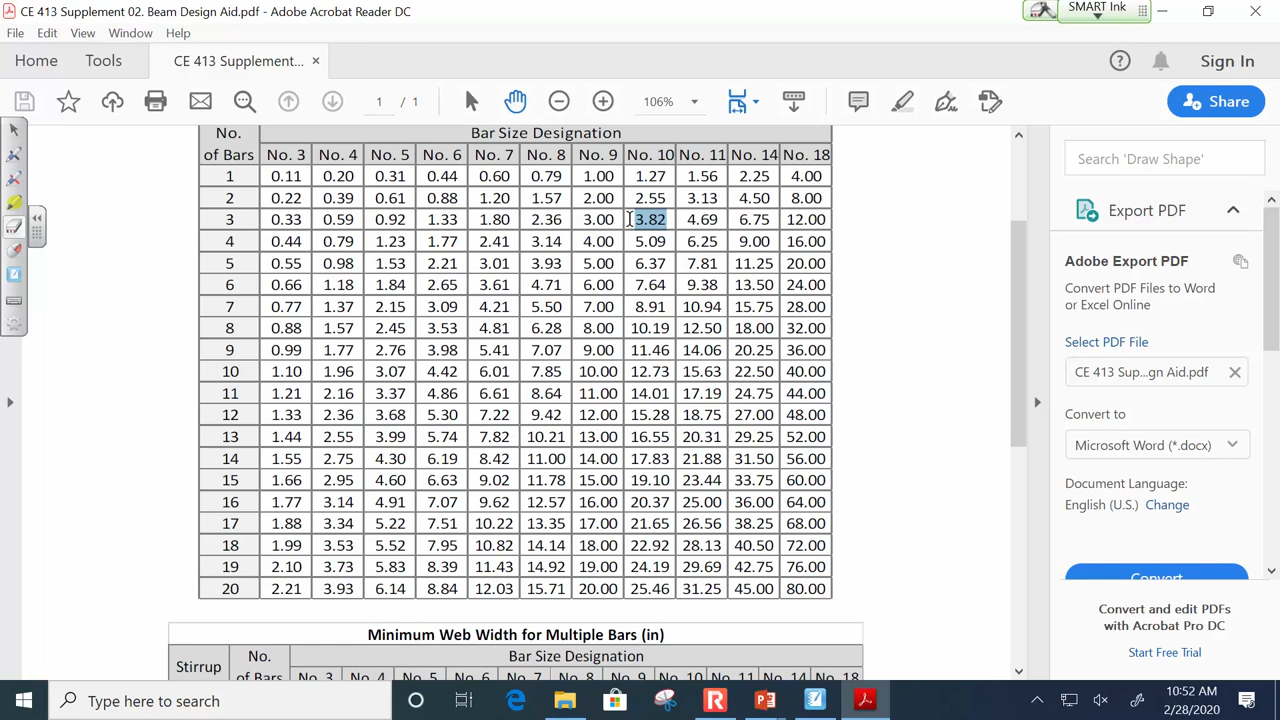 CE 413 Supplement 02. Beam Design Aid.pdf - Adobe Acrobat Reader DC
SMART Ink
File Edit View Window Help
Home Tools CE 413 Supplement... × Sign In
1 / 1 106% Share
No. of Bars Bar Size Designation
No. 3 No. 4 No. 5 No. 6 No. 7 No. 8 No. 9 No. 10 No. 11 No. 14 No. 18
1 0.11 0.20 0.31 0.44 0.60 0.79 1.00 1.27 1.56 2.25 4.00
2 0.22 0.39 0.61 0.88 1.20 1.57 2.00 2.55 3.13 4.50 8.00
3 0.33 0.59 0.92 1.33 1.80 2.36 3.00 3.82 4.69 6.75 12.00
4 0.44 0.79 1.23 1.77 2.41 3.14 4.00 5.09 6.25 9.00 16.00
5 0.55 0.98 1.53 2.21 3.01 3.93 5.00 6.37 7.81 11.25 20.00
6 0.66 1.18 1.84 2.65 3.61 4.71 6.00 7.64 9.38 13.50 24.00
7 0.77 1.37 2.15 3.09 4.21 5.50 7.00 8.91 10.94 15.75 28.00
8 0.88 1.57 2.45 3.53 4.81 6.28 8.00 10.19 12.50 18.00 32.00
9 0.99 1.77 2.76 3.98 5.41 7.07 9.00 11.46 14.06 20.25 36.00
10 1.10 1.96 3.07 4.42 6.01 7.85 10.00 12.73 15.63 22.50 40.00
11 1.21 2.16 3.37 4.86 6.61 8.64 11.00 14.01 17.19 24.75 44.00
12 1.33 2.36 3.68 5.30 7.22 9.42 12.00 15.28 18.75 27.00 48.00
13 1.44 2.55 3.99 5.74 7.82 10.21 13.00 16.55 20.31 29.25 52.00
14 1.55 2.75 4.30 6.19 8.42 11.00 14.00 17.83 21.88 31.50 56.00
15 1.66 2.95 4.60 6.63 9.02 11.78 15.00 19.10 23.44 33.75 60.00
16 1.77 3.14 4.91 7.07 9.62 12.57 16.00 20.37 25.00 36.00 64.00
17 1.88 3.34 5.22 7.51 10.22 13.35 17.00 21.65 26.56 38.25 68.00
18 1.99 3.53 5.52 7.95 10.82 14.14 18.00 22.92 28.13 40.50 72.00
19 2.10 3.73 5.83 8.39 11.43 14.92 19.00 24.19 29.69 42.75 76.00
20 2.21 3.93 6.14 8.84 12.03 15.71 20.00 25.46 31.25 45.00 80.00
Minimum Web Width for Multiple Bars (in)
Stirrup No. of Bars Bar Size Designation
No. 3 No. 4 No. 5 No. 6 No. 7 No. 8 No. 9 No. 10 No. 11 No. 14 No. 18
Search 'Draw Shape'
Export PDF
Adobe Export PDF
Convert PDF Files to Word
or Excel Online
Select PDF File
CE 413 Sup...gn Aid.pdf
Convert to
Microsoft Word (*.docx)
Document Language:
English (U.S.) Change
Convert
Convert and edit PDFs
with Acrobat Pro DC
Start Free Trial
Type here to search
10:52 AM
2/28/2020